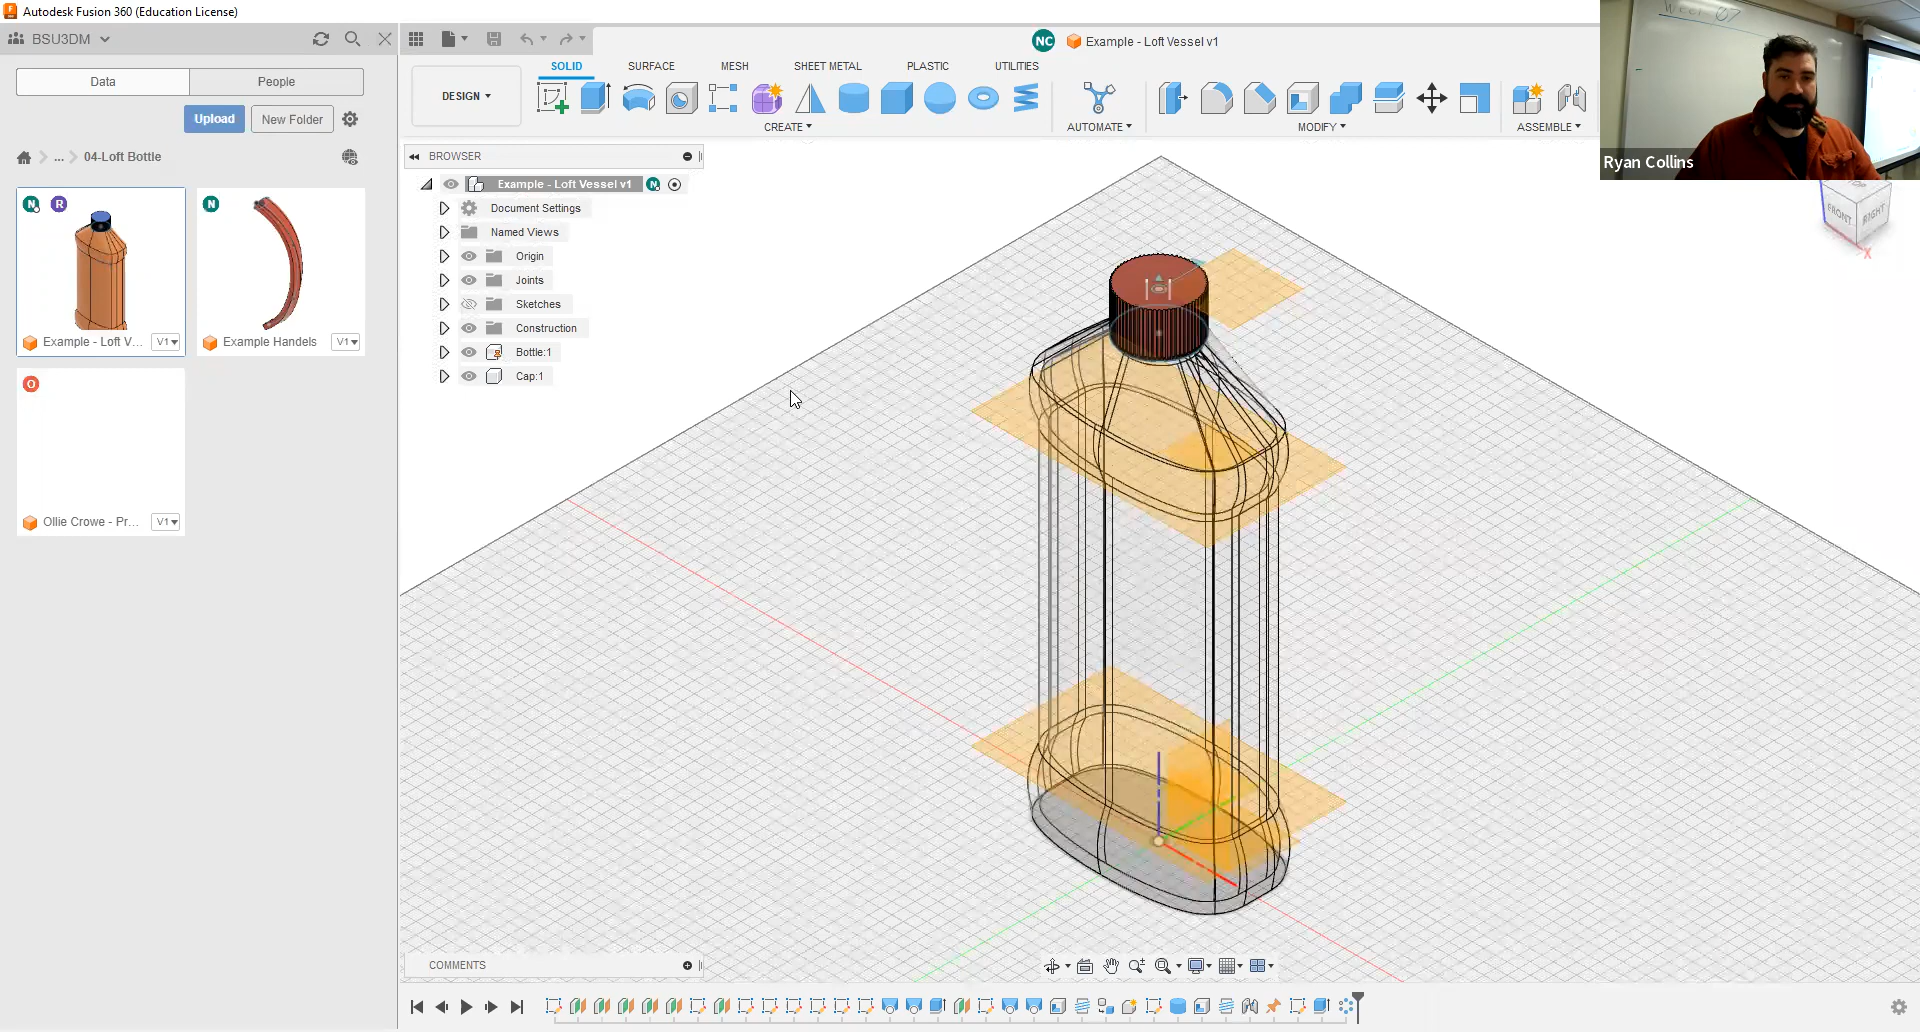 Autodesk Fusion 360 (Education License)
BSU3DM
Data
People
Upload
New Folder
... 04-Loft Bottle
N R
Example - Loft V... V1
N
Example Handels V1
O
Ollie Crowe - Pr... V1
NC Example - Loft Vessel v1
SOLID SURFACE MESH SHEET METAL PLASTIC UTILITIES
DESIGN
CREATE AUTOMATE MODIFY ASSEMBLE
BROWSER
Example - Loft Vessel v1 N
Document Settings
Named Views
Origin
Joints
Sketches
Construction
Bottle:1
Cap:1
Week 07
Ryan Collins
FRONT RIGHT
X
COMMENTS